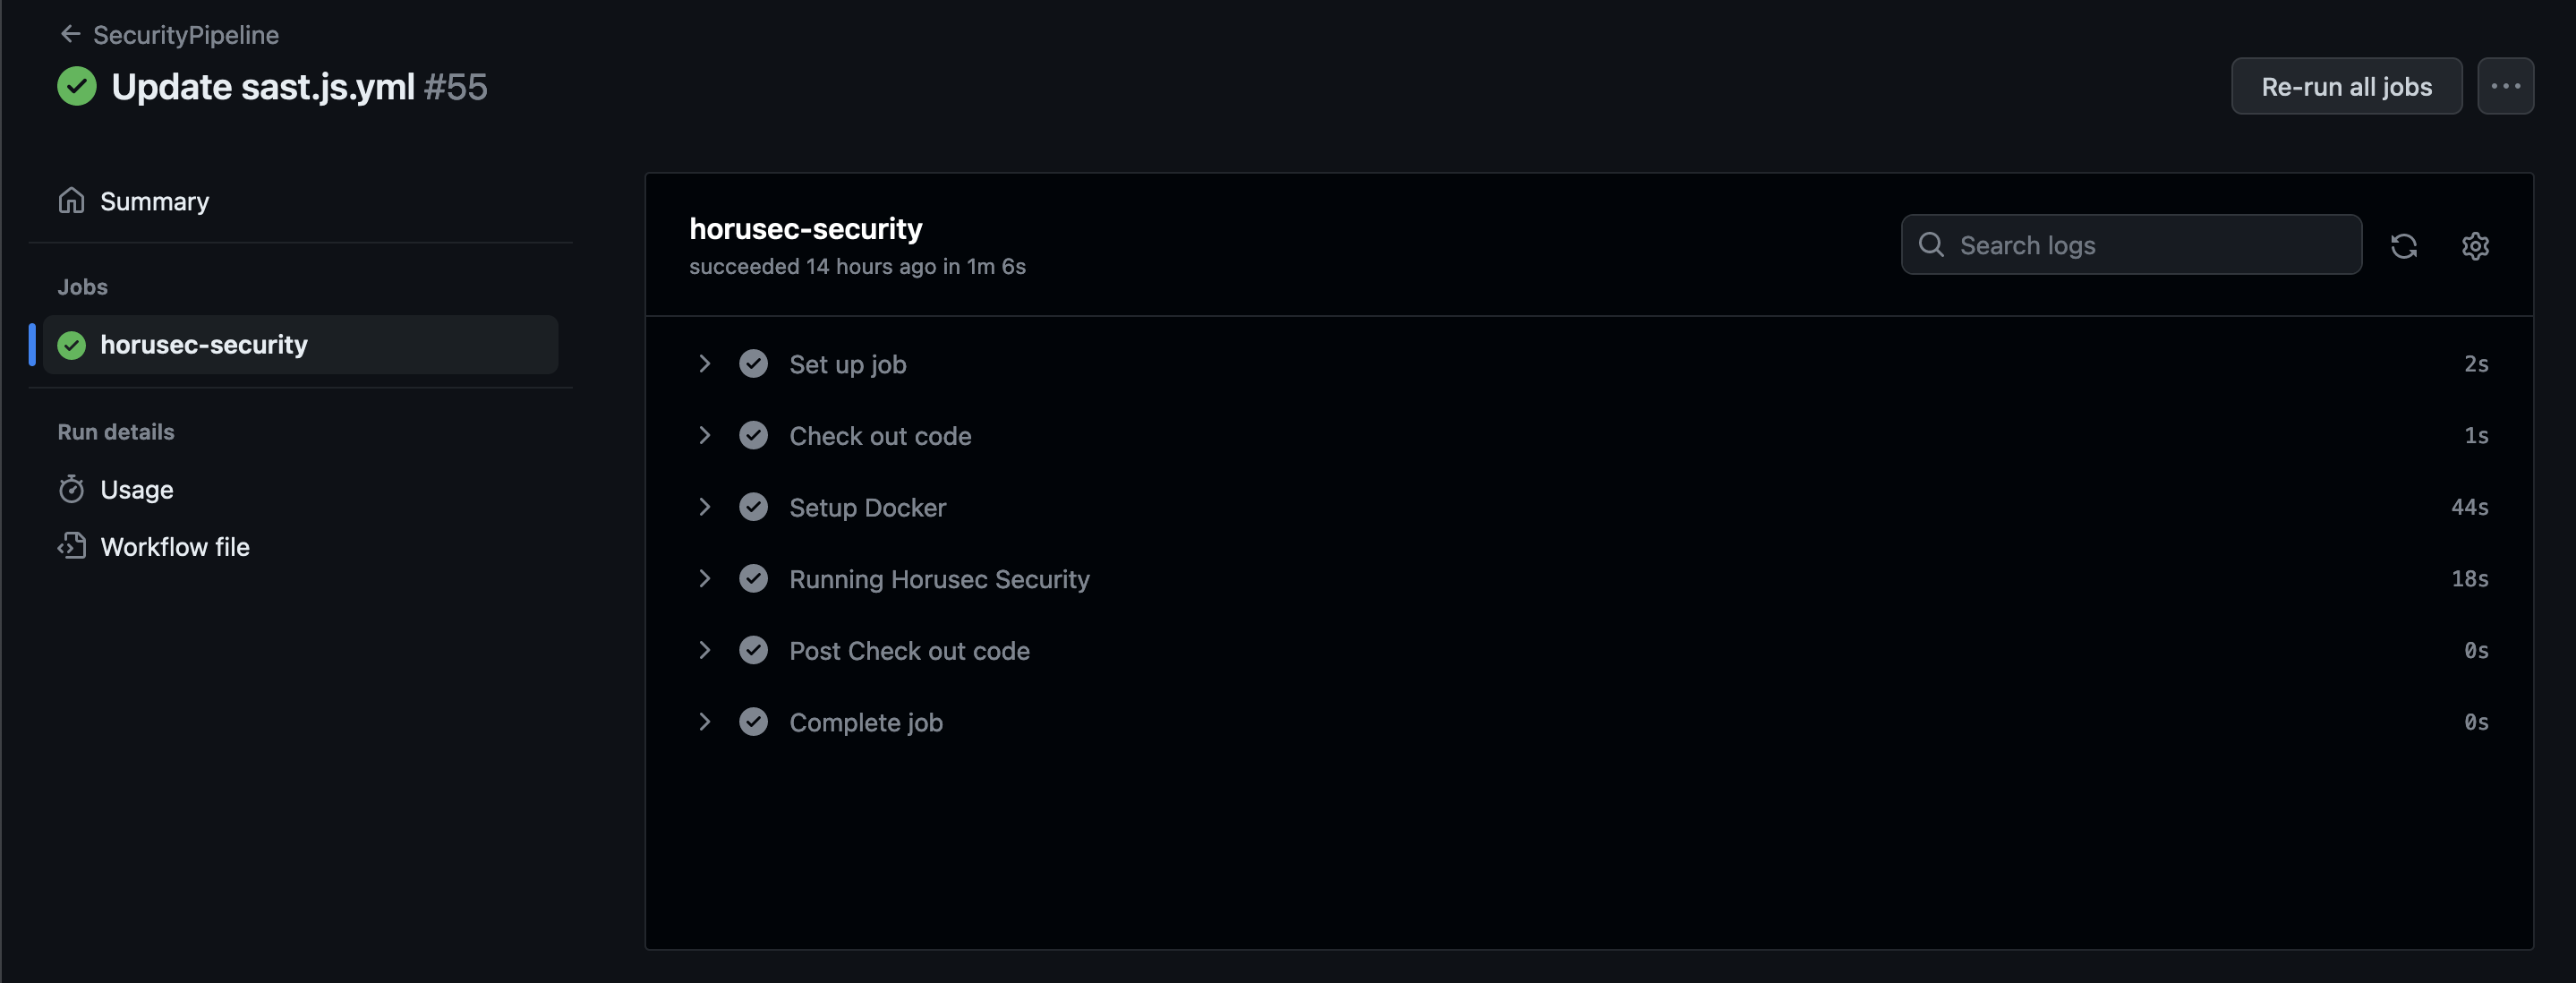 SecurityPipeline
Update sast.js.yml #55
Re-run all jobs
Summary
Jobs
horusec-security
Run details
Usage
Workflow file
horusec-security
succeeded 14 hours ago in 1m 6s
Search logs
Set up job 2s
Check out code 1s
Setup Docker 44s
Running Horusec Security 18s
Post Check out code 0s
Complete job 0s